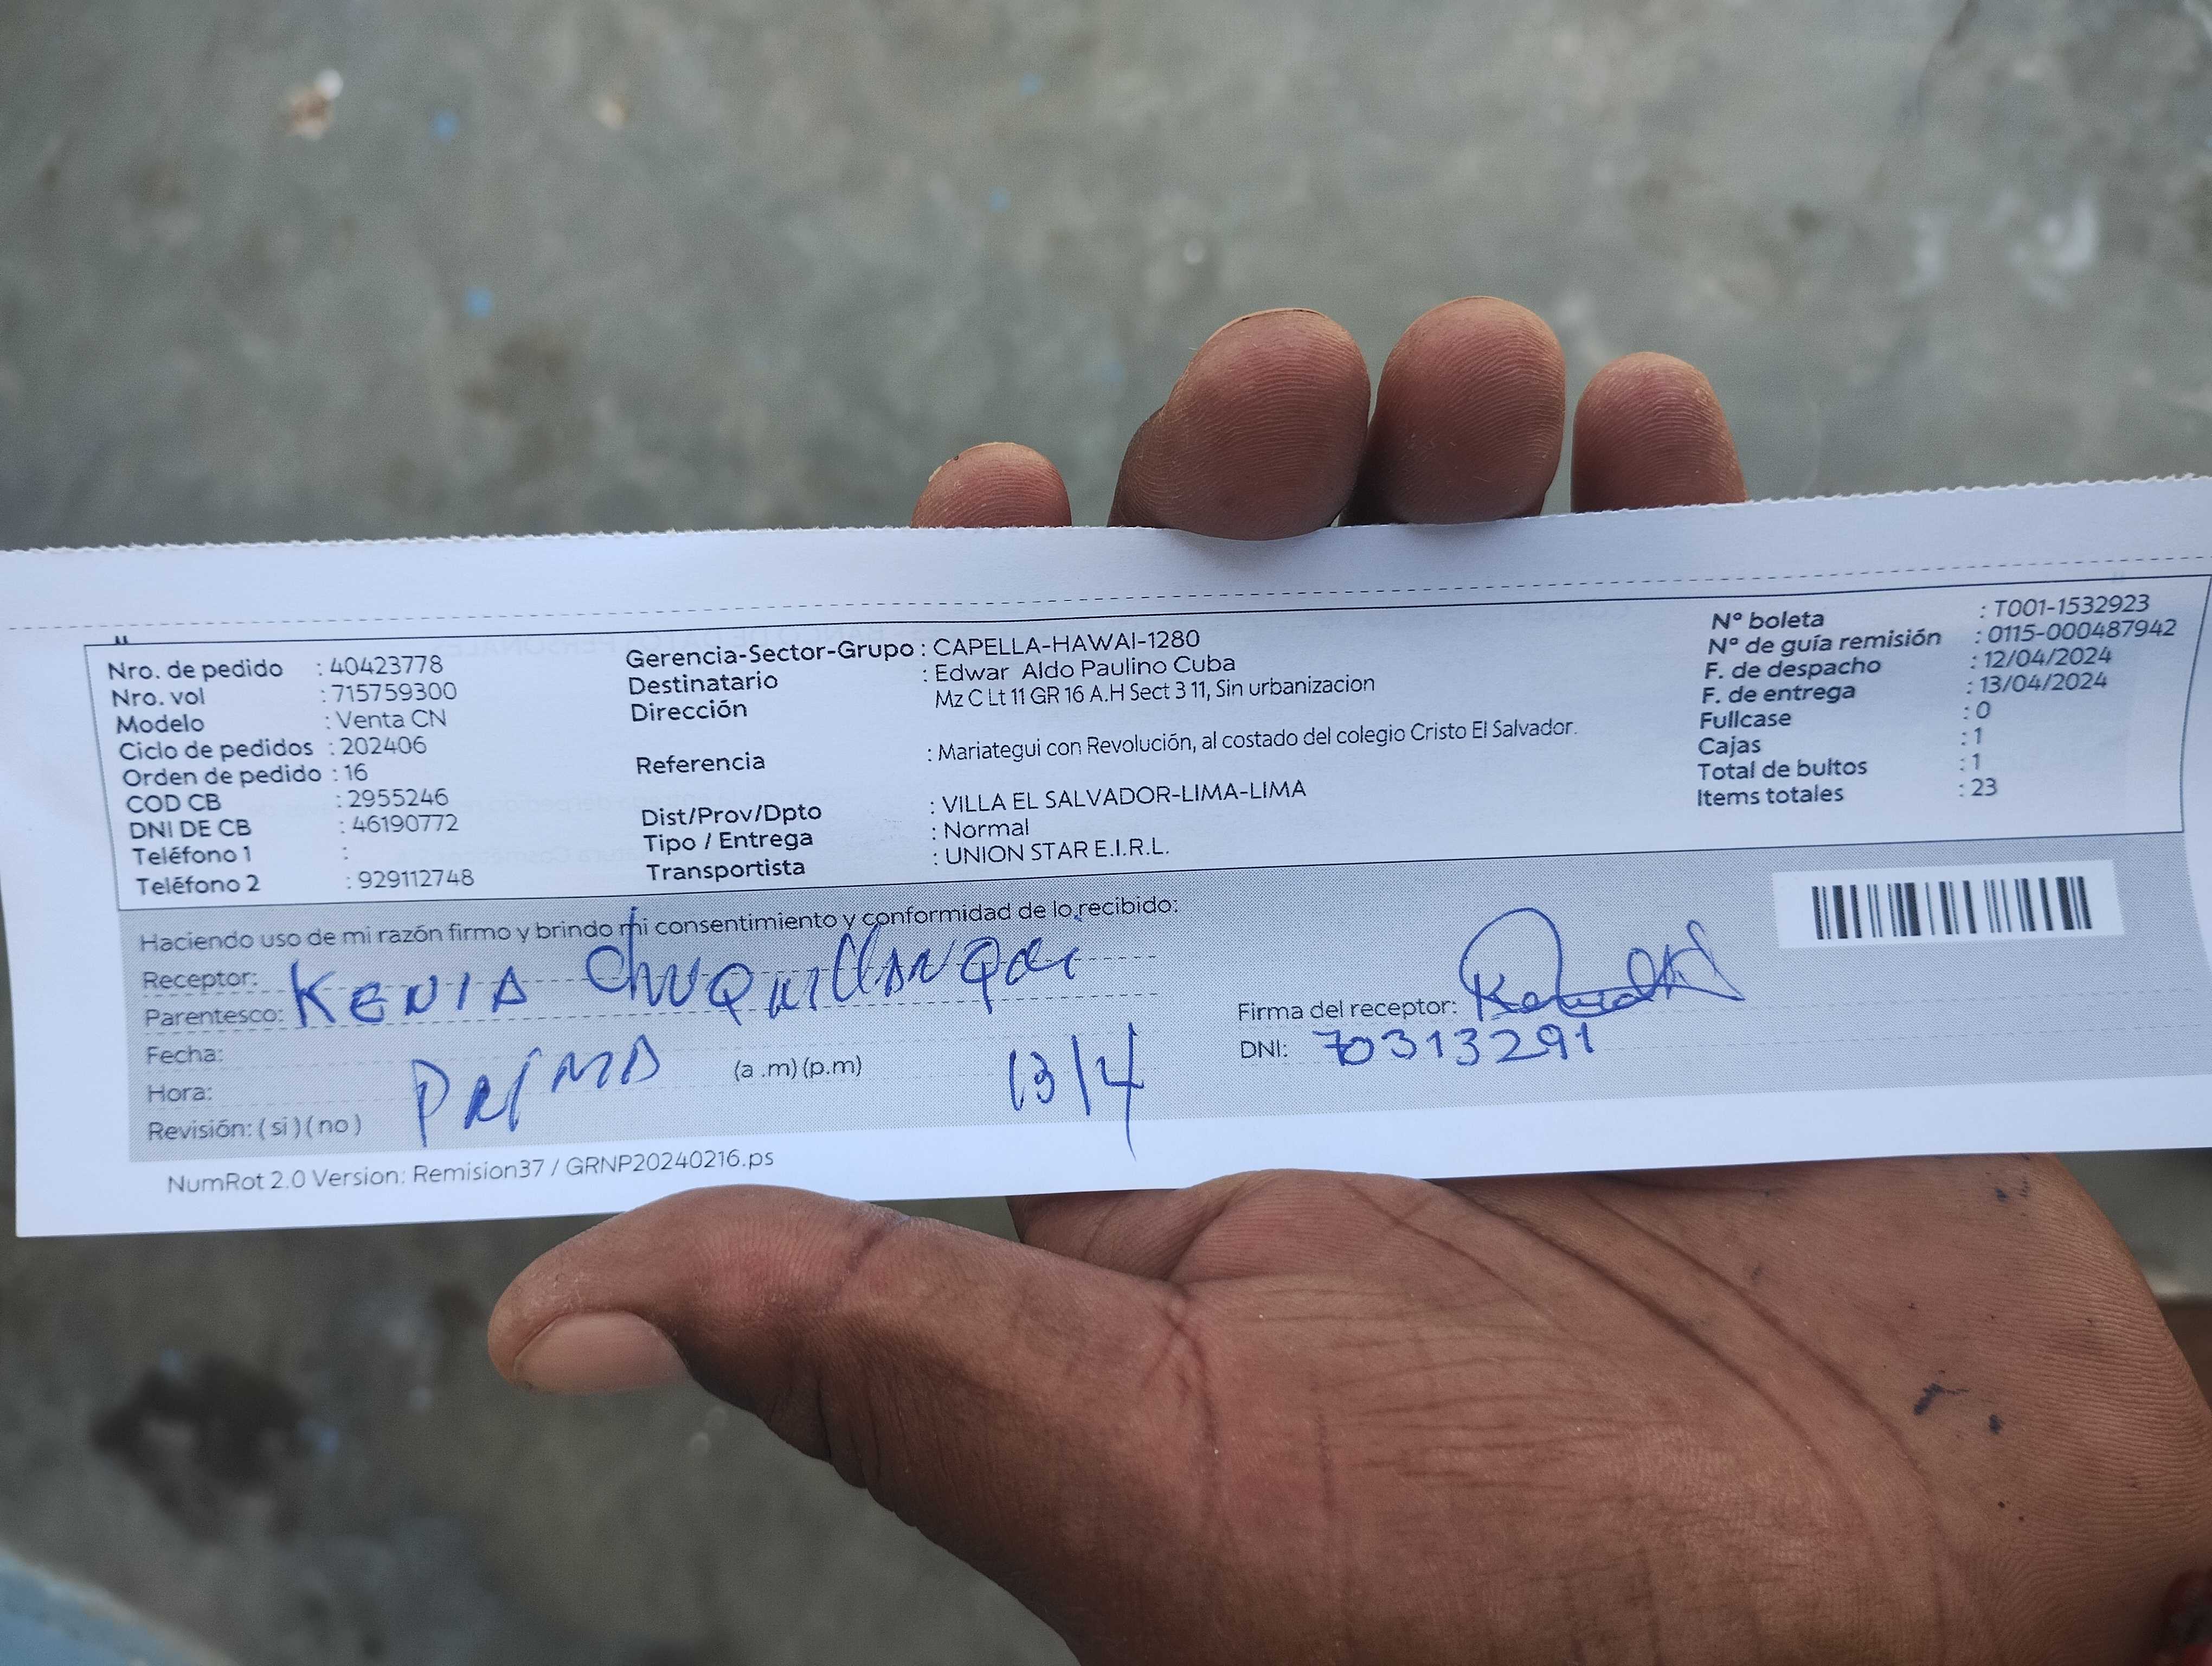 Nro. de pedido : 40423778
Nro. vol : 715759300
Modelo : Venta CN
Ciclo de pedidos : 202406
Orden de pedido : 16
COD CB : 2955246
DNI DE CB : 46190772
Teléfono 1 :
Teléfono 2 : 929112748
Gerencia-Sector-Grupo : CAPELLA-HAWAI-1280
Destinatario : Edwar Aldo Paulino Cuba
Dirección Mz C Lt 11 GR 16 A.H Sect 3 11, Sin urbanizacion
Referencia : Mariategui con Revolución, al costado del colegio Cristo El Salvador.
Dist/Prov/Dpto : VILLA EL SALVADOR-LIMA-LIMA
Tipo / Entrega : Normal
Transportista : UNION STAR E.I.R.L.
N° boleta : T001-1532923
N° de guía remisión : 0115-000487942
F. de despacho : 12/04/2024
F. de entrega : 13/04/2024
Fullcase : 0
Cajas : 1
Total de bultos : 1
Items totales : 23
Haciendo uso de mi razón firmo y brindo mi consentimiento y conformidad de lo recibido:
Receptor: KENIA
Parentesco:
Fecha:
Hora: PRIMA (a .m) (p.m) 13/4
Revisión: ( si ) ( no )
Firma del receptor:
DNI: 70313291
NumRot 2.0 Version: Remision37 / GRNP20240216.ps